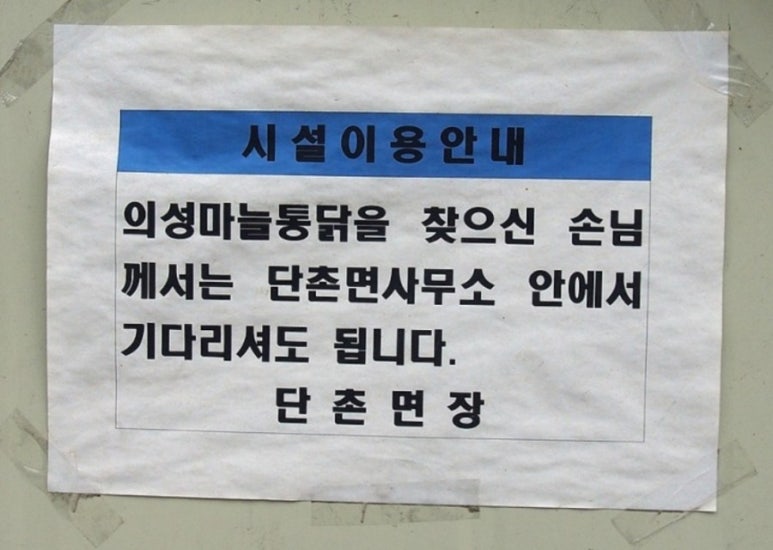 시설이용안내
의성마늘통닭을 찾으신 손님
께서는 단촌면사무소 안에서
기다리셔도 됩니다.
단촌면장